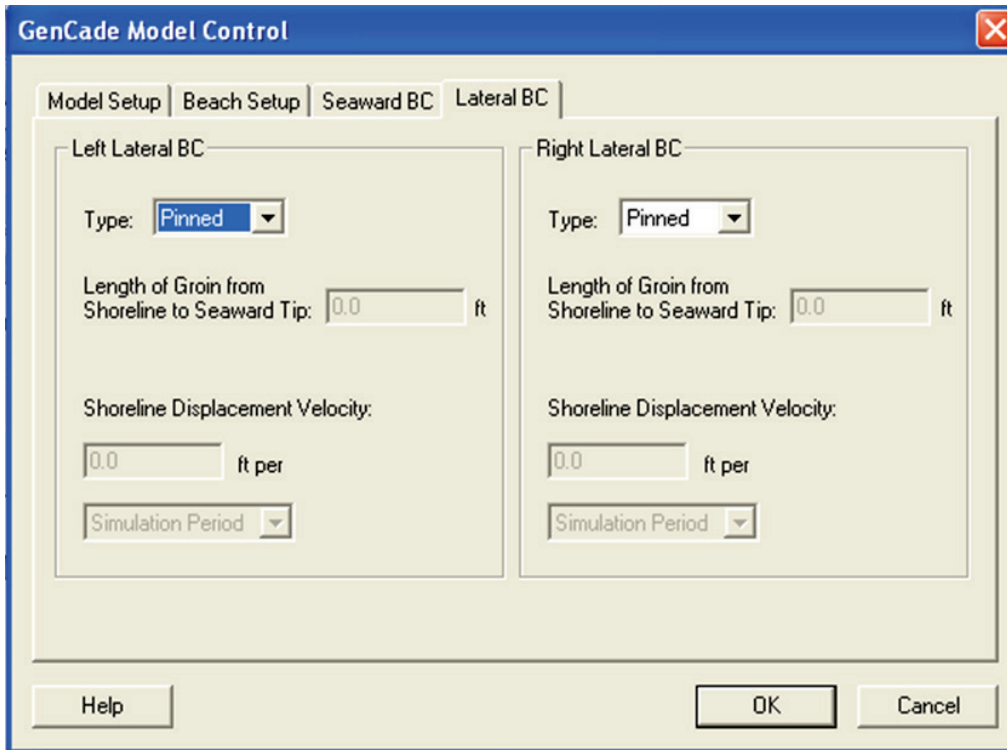 GenCade Model Control
Model Setup
Beach Setup
Seaward BC
Lateral BC
Left Lateral BC
Type: Pinned
Length of Groin from
Shoreline to Seaward Tip: 0.0 ft
Shoreline Displacement Velocity:
0.0 ft per
Simulation Period
Right Lateral BC
Type: Pinned
Length of Groin from
Shoreline to Seaward Tip: 0.0 ft
Shoreline Displacement Velocity:
0.0 ft per
Simulation Period
Help
OK
Cancel